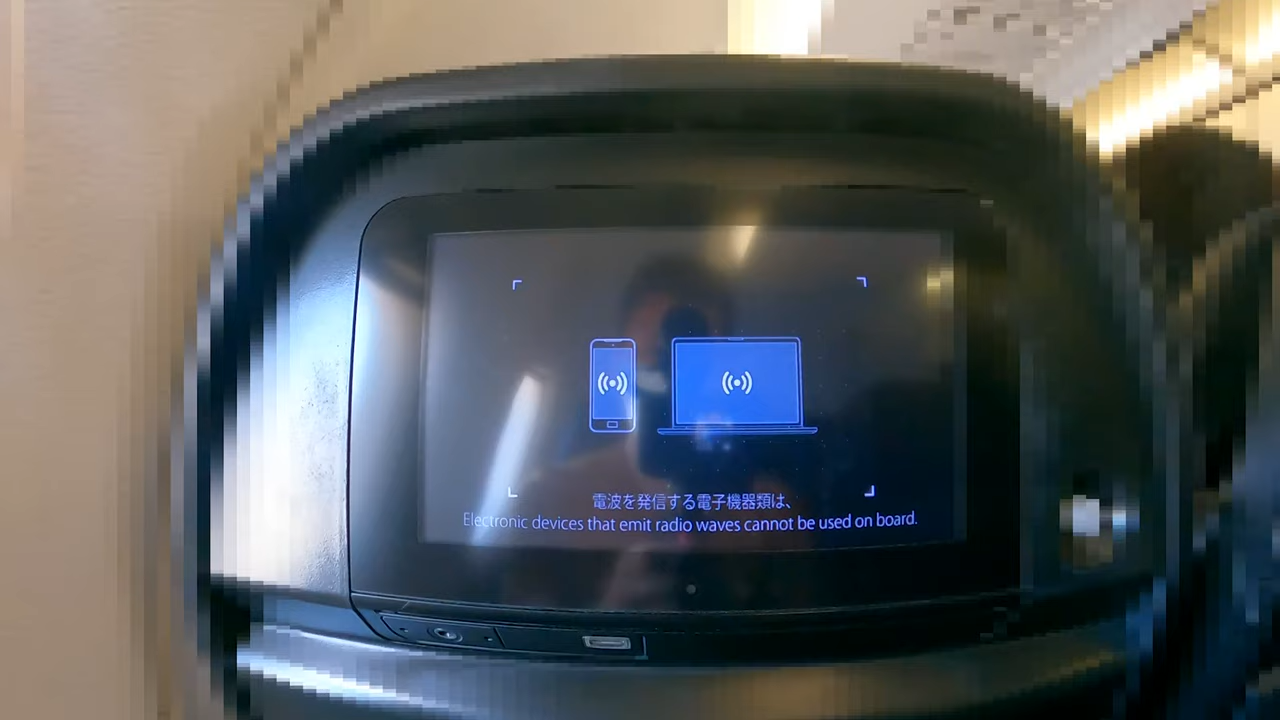 電波を発信する電子機器類は、
Electronic devices that emit radio waves cannot be used on board.